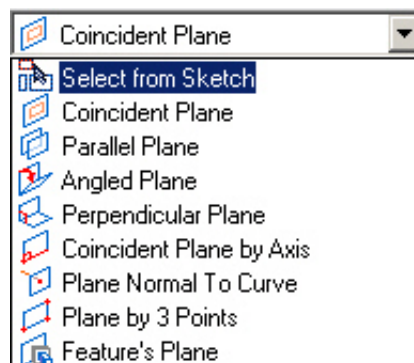 Coincident Plane
Select from Sketch
Coincident Plane
Parallel Plane
Angled Plane
Perpendicular Plane
Coincident Plane by Axis
Plane Normal To Curve
Plane by 3 Points
Feature's Plane